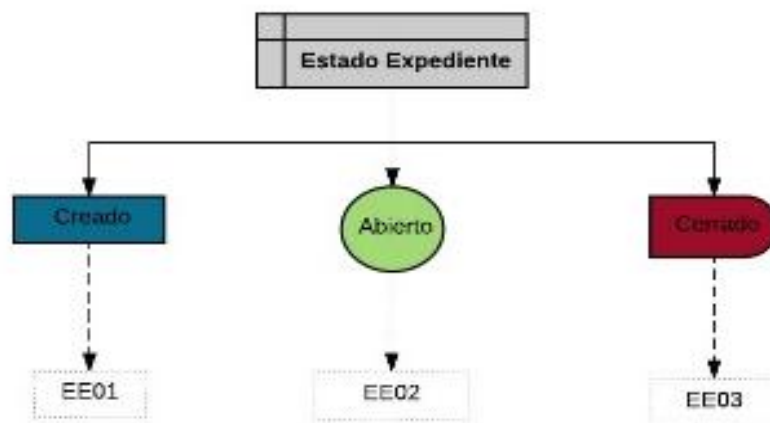 Estado Expediente
Creado
Abierto
Cerrado
EE01
EE02
EE03